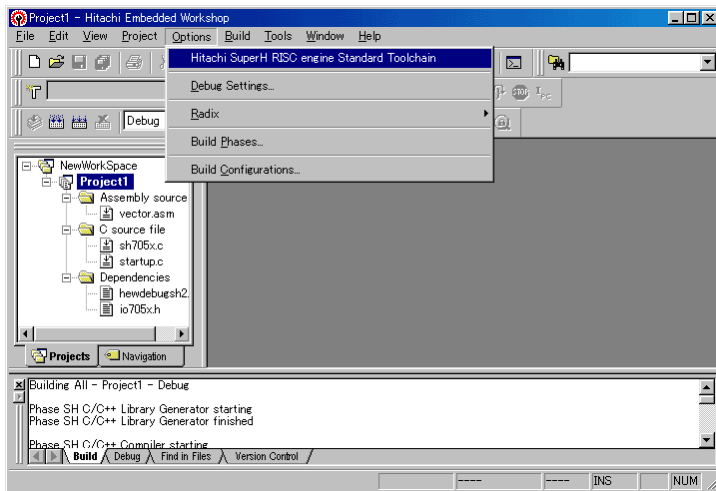 Project1 - Hitachi Embedded Workshop
File Edit View Project Options Build Tools Window Help
Hitachi SuperH RISC engine Standard Toolchain
Debug Settings...
Radix
Build Phases...
Build Configurations...
STOP IPC
Debug
NewWorkSpace
Project1
Assembly source
vector.asm
C source file
sh705x.c
startup.c
Dependencies
hewdebugsh2.
io705x.h
Projects Navigation
Building All - Project1 - Debug
Phase SH C/C++ Library Generator starting
Phase SH C/C++ Library Generator finished
Phase SH C/C++ Compiler starting
Build Debug Find in Files Version Control
---- ---- INS NUM